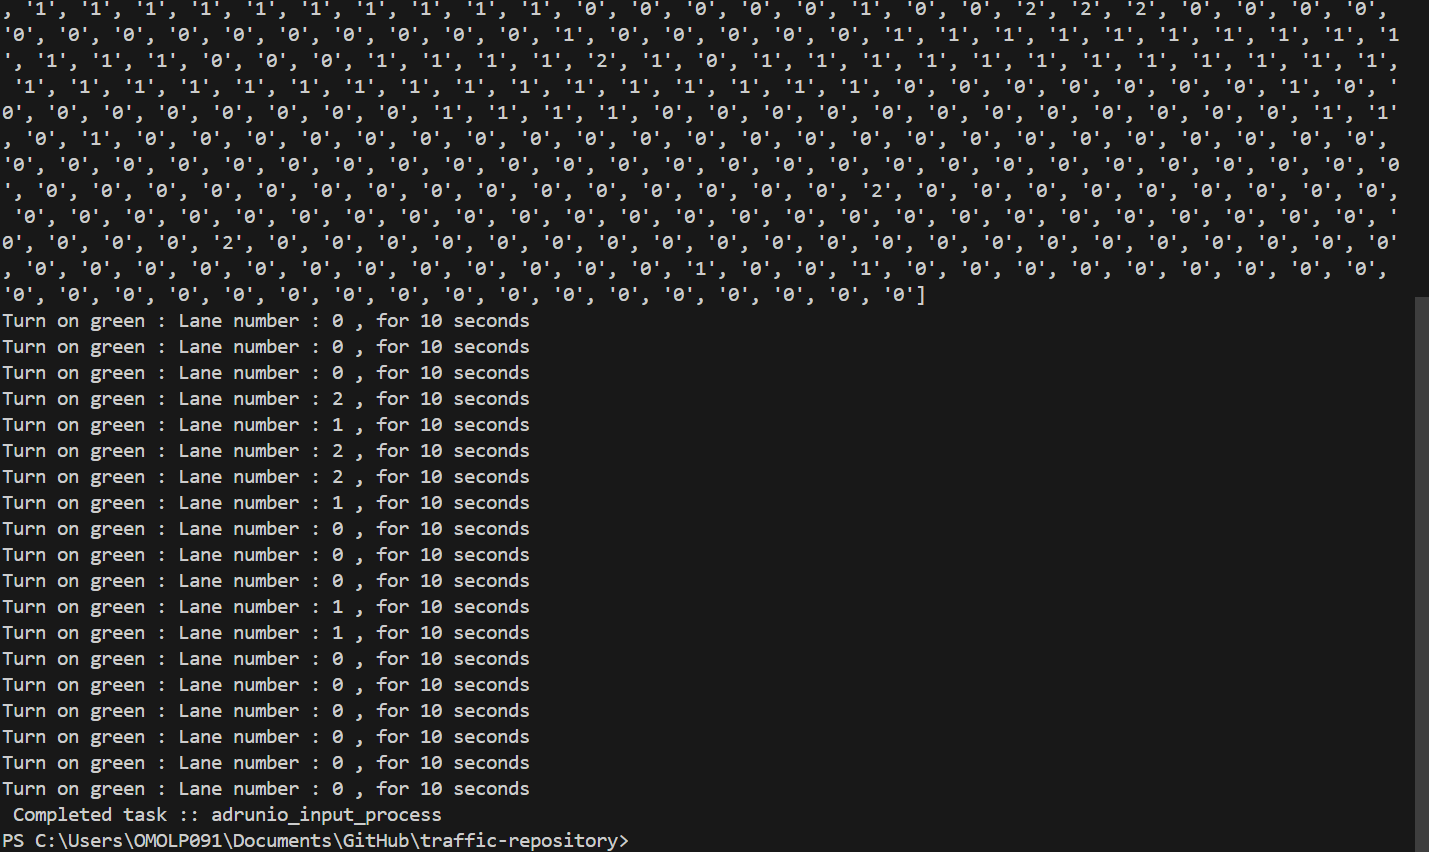 , '1', '1', '1', '1', '1', '1', '1', '1', '1', '1', '0', '0', '0', '0', '0', '1', '0', '0', '2', '2', '2', '0', '0', '0', '0',
'0', '0', '0', '0', '0', '0', '0', '0', '0', '0', '1', '0', '0', '0', '0', '0', '1', '1', '1', '1', '1', '1', '1', '1', '1', '1
', '1', '1', '1', '0', '0', '0', '1', '1', '1', '1', '2', '1', '0', '1', '1', '1', '1', '1', '1', '1', '1', '1', '1', '1', '1',
'1', '1', '1', '1', '1', '1', '1', '1', '1', '1', '1', '1', '1', '1', '1', '1', '0', '0', '0', '0', '0', '0', '0', '1', '0', '
0', '0', '0', '0', '0', '0', '0', '0', '1', '1', '1', '1', '0', '0', '0', '0', '0', '0', '0', '0', '0', '0', '0', '0', '1', '1'
, '0', '1', '0', '0', '0', '0', '0', '0', '0', '0', '0', '0', '0', '0', '0', '0', '0', '0', '0', '0', '0', '0', '0', '0', '0',
'0', '0', '0', '0', '0', '0', '0', '0', '0', '0', '0', '0', '0', '0', '0', '0', '0', '0', '0', '0', '0', '0', '0', '0', '0', '0
', '0', '0', '0', '0', '0', '0', '0', '0', '0', '0', '0', '0', '0', '0', '0', '2', '0', '0', '0', '0', '0', '0', '0', '0', '0',
'0', '0', '0', '0', '0', '0', '0', '0', '0', '0', '0', '0', '0', '0', '0', '0', '0', '0', '0', '0', '0', '0', '0', '0', '0', '
0', '0', '0', '0', '2', '0', '0', '0', '0', '0', '0', '0', '0', '0', '0', '0', '0', '0', '0', '0', '0', '0', '0', '0', '0', '0'
, '0', '0', '0', '0', '0', '0', '0', '0', '0', '0', '0', '0', '1', '0', '0', '1', '0', '0', '0', '0', '0', '0', '0', '0', '0',
'0', '0', '0', '0', '0', '0', '0', '0', '0', '0', '0', '0', '0', '0', '0', '0', '0']
Turn on green : Lane number : 0 , for 10 seconds
Turn on green : Lane number : 0 , for 10 seconds
Turn on green : Lane number : 0 , for 10 seconds
Turn on green : Lane number : 2 , for 10 seconds
Turn on green : Lane number : 1 , for 10 seconds
Turn on green : Lane number : 2 , for 10 seconds
Turn on green : Lane number : 2 , for 10 seconds
Turn on green : Lane number : 1 , for 10 seconds
Turn on green : Lane number : 0 , for 10 seconds
Turn on green : Lane number : 0 , for 10 seconds
Turn on green : Lane number : 0 , for 10 seconds
Turn on green : Lane number : 1 , for 10 seconds
Turn on green : Lane number : 1 , for 10 seconds
Turn on green : Lane number : 0 , for 10 seconds
Turn on green : Lane number : 0 , for 10 seconds
Turn on green : Lane number : 0 , for 10 seconds
Turn on green : Lane number : 0 , for 10 seconds
Turn on green : Lane number : 0 , for 10 seconds
Turn on green : Lane number : 0 , for 10 seconds
Completed task :: adrunio_input_process
PS C:\Users\OMOLP091\Documents\GitHub\traffic-repository>